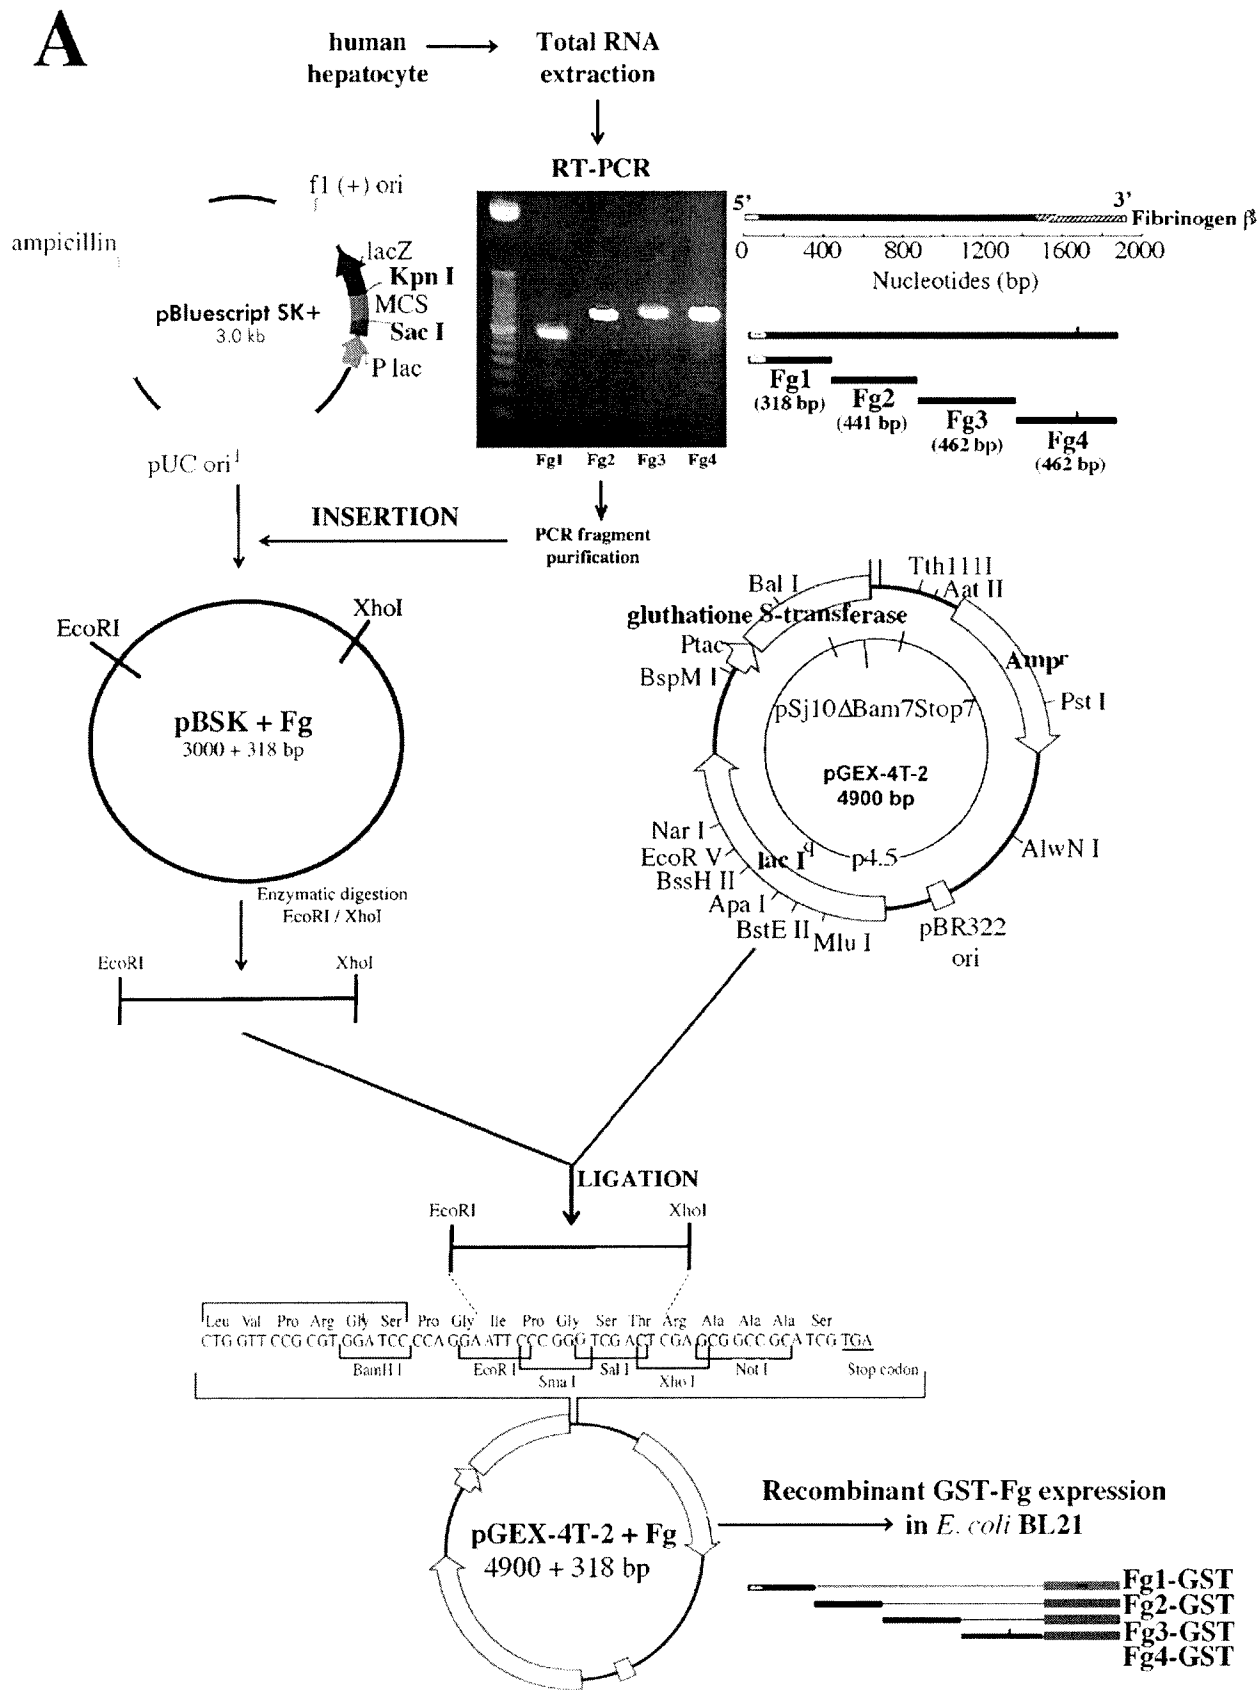 A
human
hepatocyte
Total RNA
extraction
RT-PCR
f1 (+) ori
ampicillin
lacZ
Kpn I
MCS
Sac I
P lac
pBluescript SK+
3.0 kb
pUC ori
Fg1 Fg2 Fg3 Fg4
5' 3'
Fibrinogen β
0 400 800 1200 1600 2000
Nucleotides (bp)
Fg1
(318 bp)
Fg2
(441 bp)
Fg3
(462 bp)
Fg4
(462 bp)
INSERTION
PCR fragment
purification
EcoRI
XhoI
pBSK + Fg
3000 + 318 bp
Enzymatic digestion
EcoRI / XhoI
EcoRI XhoI
Bal I
Tth111I
Aat II
gluthatione S-transferase
Ptac
BspM I
Ampr
Pst I
pSj10ΔBam7Stop7
pGEX-4T-2
4900 bp
Nar I
EcoR V
BssH II
Apa I
BstE II
Mlu I
lac Iq
p4.5
AlwN I
pBR322
ori
LIGATION
EcoRI XhoI
Leu Val Pro Arg Gly Ser Pro Gly Ile Pro Gly Ser Thr Arg Ala Ala Ala Ser
CTG GTT CCG CGT GGA TCC CCA GGA ATT CCC GGG TCG ACT CGA GCG GCC GCA TCG TGA
BamH I EcoR I Sal I Not I Stop codon
Sma I Xho I
pGEX-4T-2 + Fg
4900 + 318 bp
Recombinant GST-Fg expression
in E. coli BL21
Fg1-GST
Fg2-GST
Fg3-GST
Fg4-GST